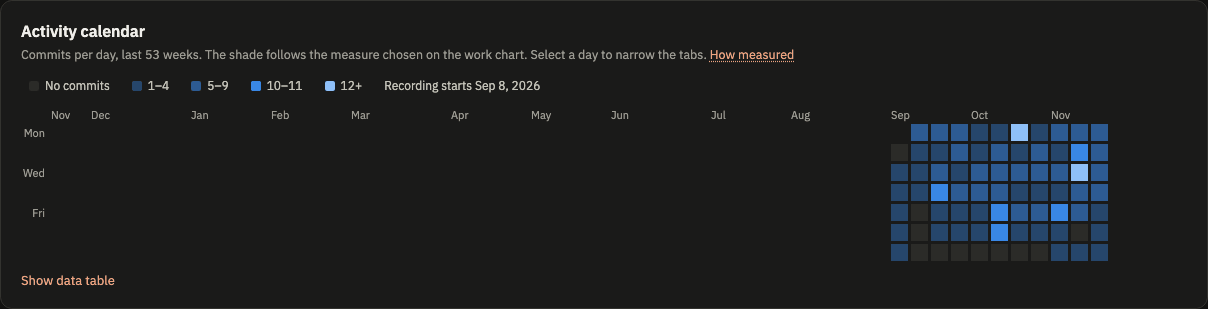 Activity calendar
Commits per day, last 53 weeks. The shade follows the measure chosen on the work chart. Select a day to narrow the tabs. How measured
No commits 1–4 5–9 10–11 12+ Recording starts Sep 8, 2026
Nov Dec Jan Feb Mar Apr May Jun Jul Aug Sep Oct Nov
Mon
Wed
Fri
Show data table